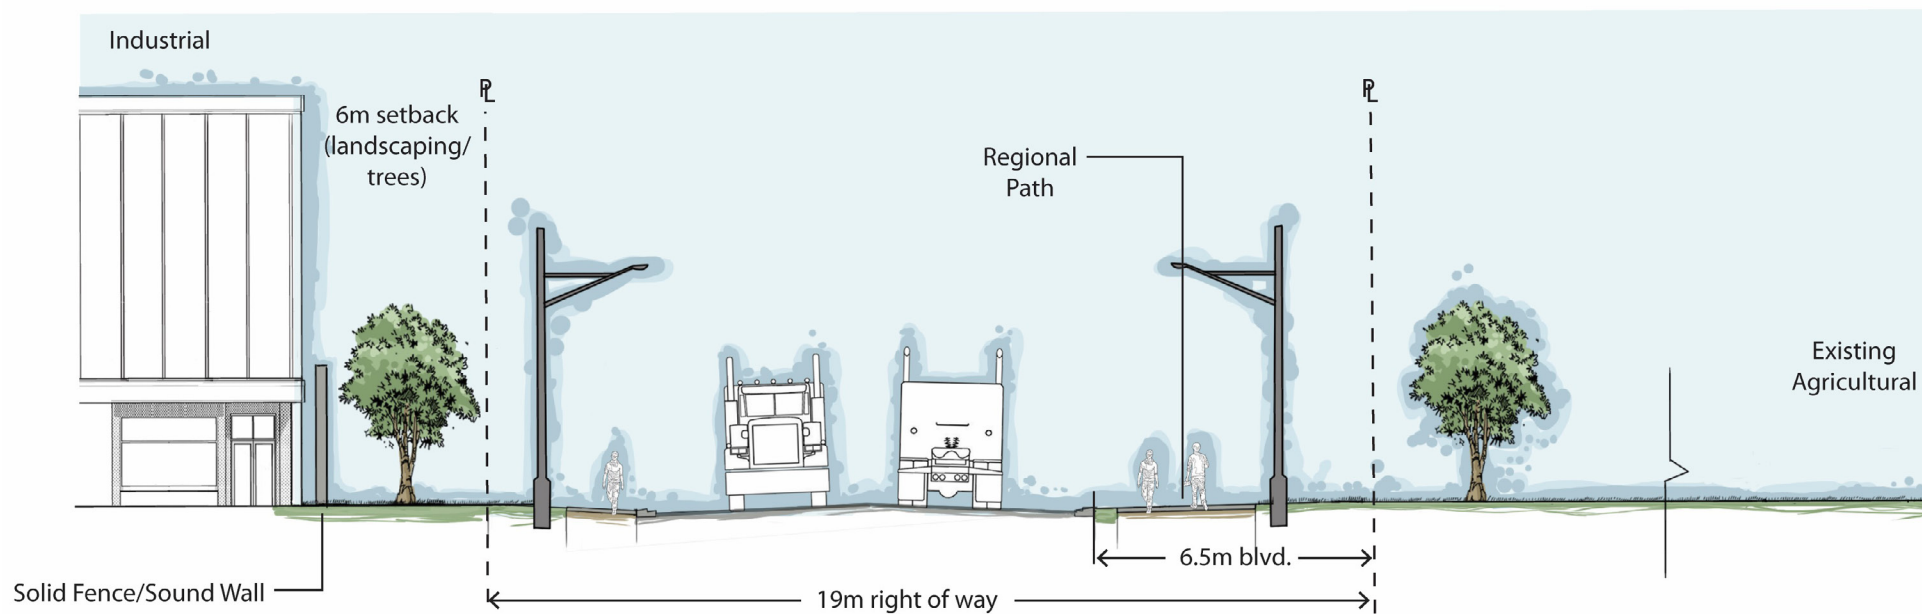 Industrial
6m setback
(landscaping/
trees)
PL
PL
Regional
Path
Existing
Agricultural
6.5m blvd.
Solid Fence/Sound Wall
19m right of way